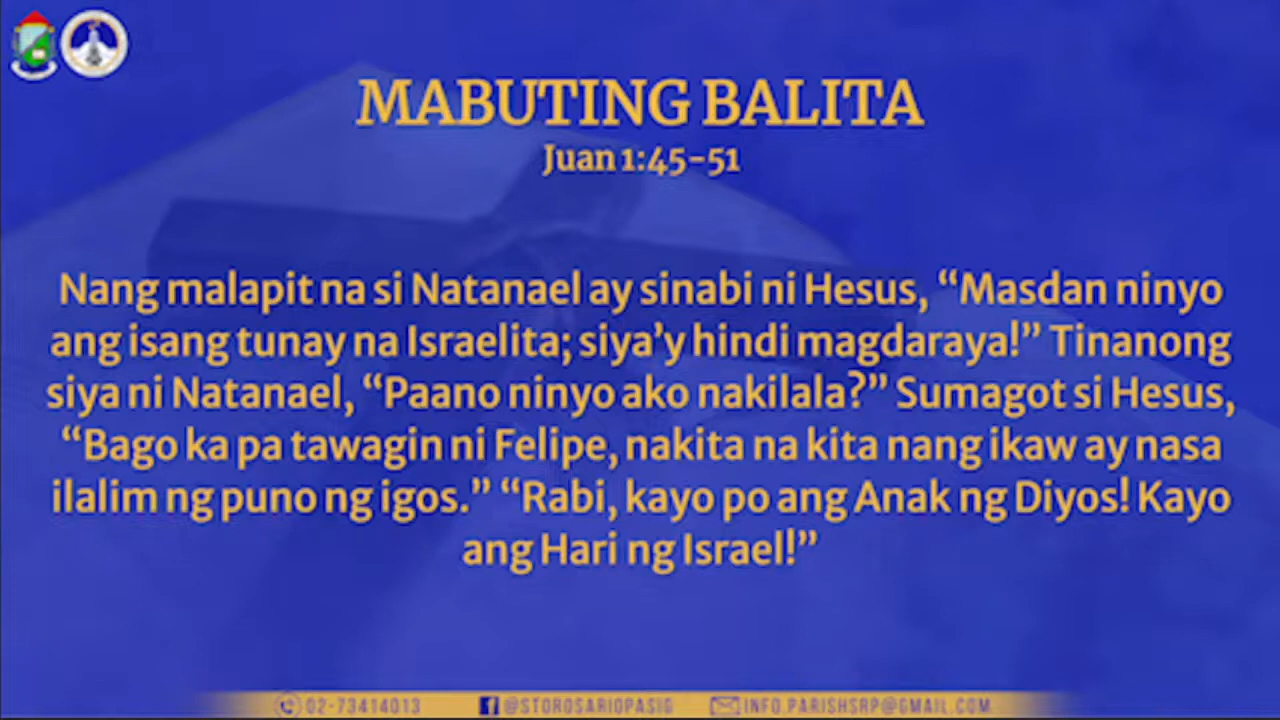 MABUTING BALITA
Juan 1:45-51
Nang malapit na si Natanael ay sinabi ni Hesus, “Masdan ninyo
ang isang tunay na Israelita; siya’y hindi magdaraya!” Tinanong
siya ni Natanael, “Paano ninyo ako nakilala?” Sumagot si Hesus,
“Bago ka pa tawagin ni Felipe, nakita na kita nang ikaw ay nasa
ilalim ng puno ng igos.” “Rabi, kayo po ang Anak ng Diyos! Kayo
ang Hari ng Israel!”
02-73414013 @STOROSARIOPASIG INFO.PARISHSRP@GMAIL.COM